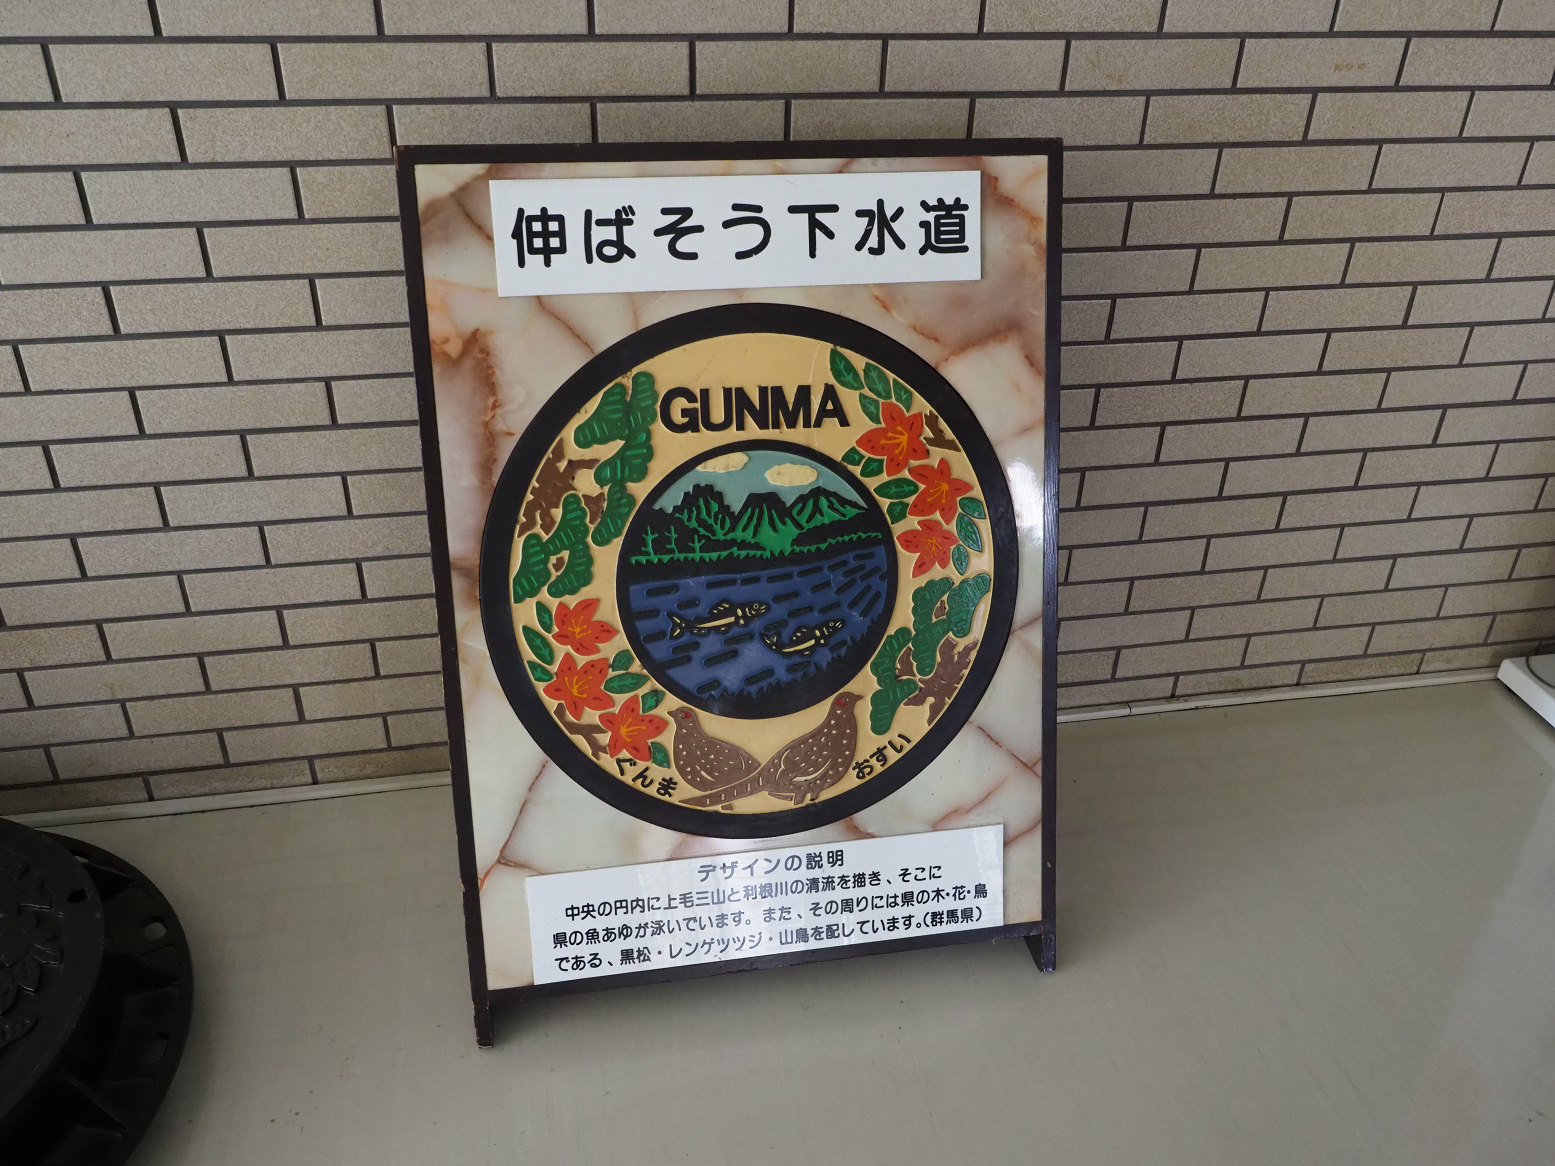 伸ばそう下水道
GUNMA
ぐんま おすい
デザインの説明
中央の円内に上毛三山と利根川の清流を描き、そこに
県の魚あゆが泳いでいます。また、その周りには県の木・花・鳥
である、黒松・レンゲツツジ・山鳥を配しています。(群馬県)